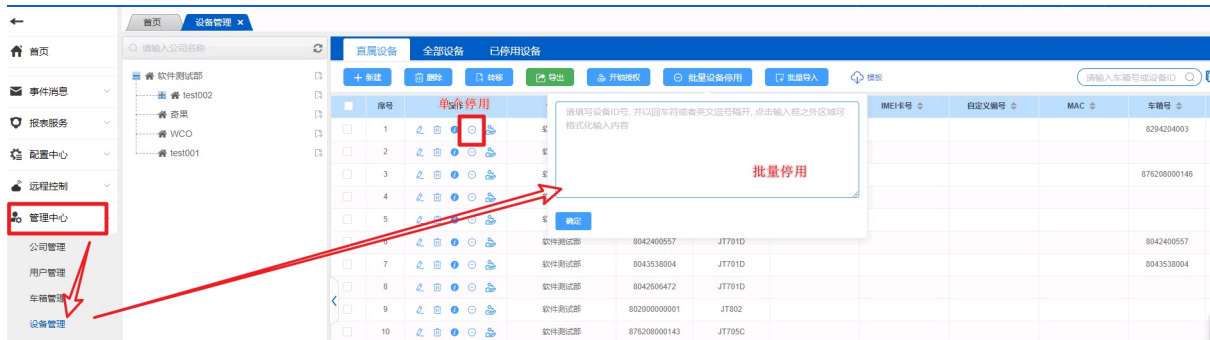 首页
设备管理 ×
首页
请输入公司名称
直属设备
全部设备
已停用设备
事件消息
报表服务
配置中心
远程控制
管理中心
公司管理
用户管理
车箱管理
设备管理
软件测试部
test002
奇果
WCO
test001
+ 新建
删除
转移
导出
开锁授权
批量设备停用
批量导入
模板
请输入车箱号或设备ID
序号
单个停用
IMEI卡号
自定义编号
MAC
车箱号
请填写设备ID号, 并以回车符或者英文逗号隔开, 点击输入框之外区域可
格式化输入内容
批量停用
确定
1 8294204003
2
3 876208000146
4
5
6 软件测试部 8042400557 JT701D 8042400557
7 软件测试部 8043538004 JT701D 8043538004
8 软件测试部 8042606472 JT701D
9 软件测试部 802000000001 JT802
10 软件测试部 876208000143 JT705C